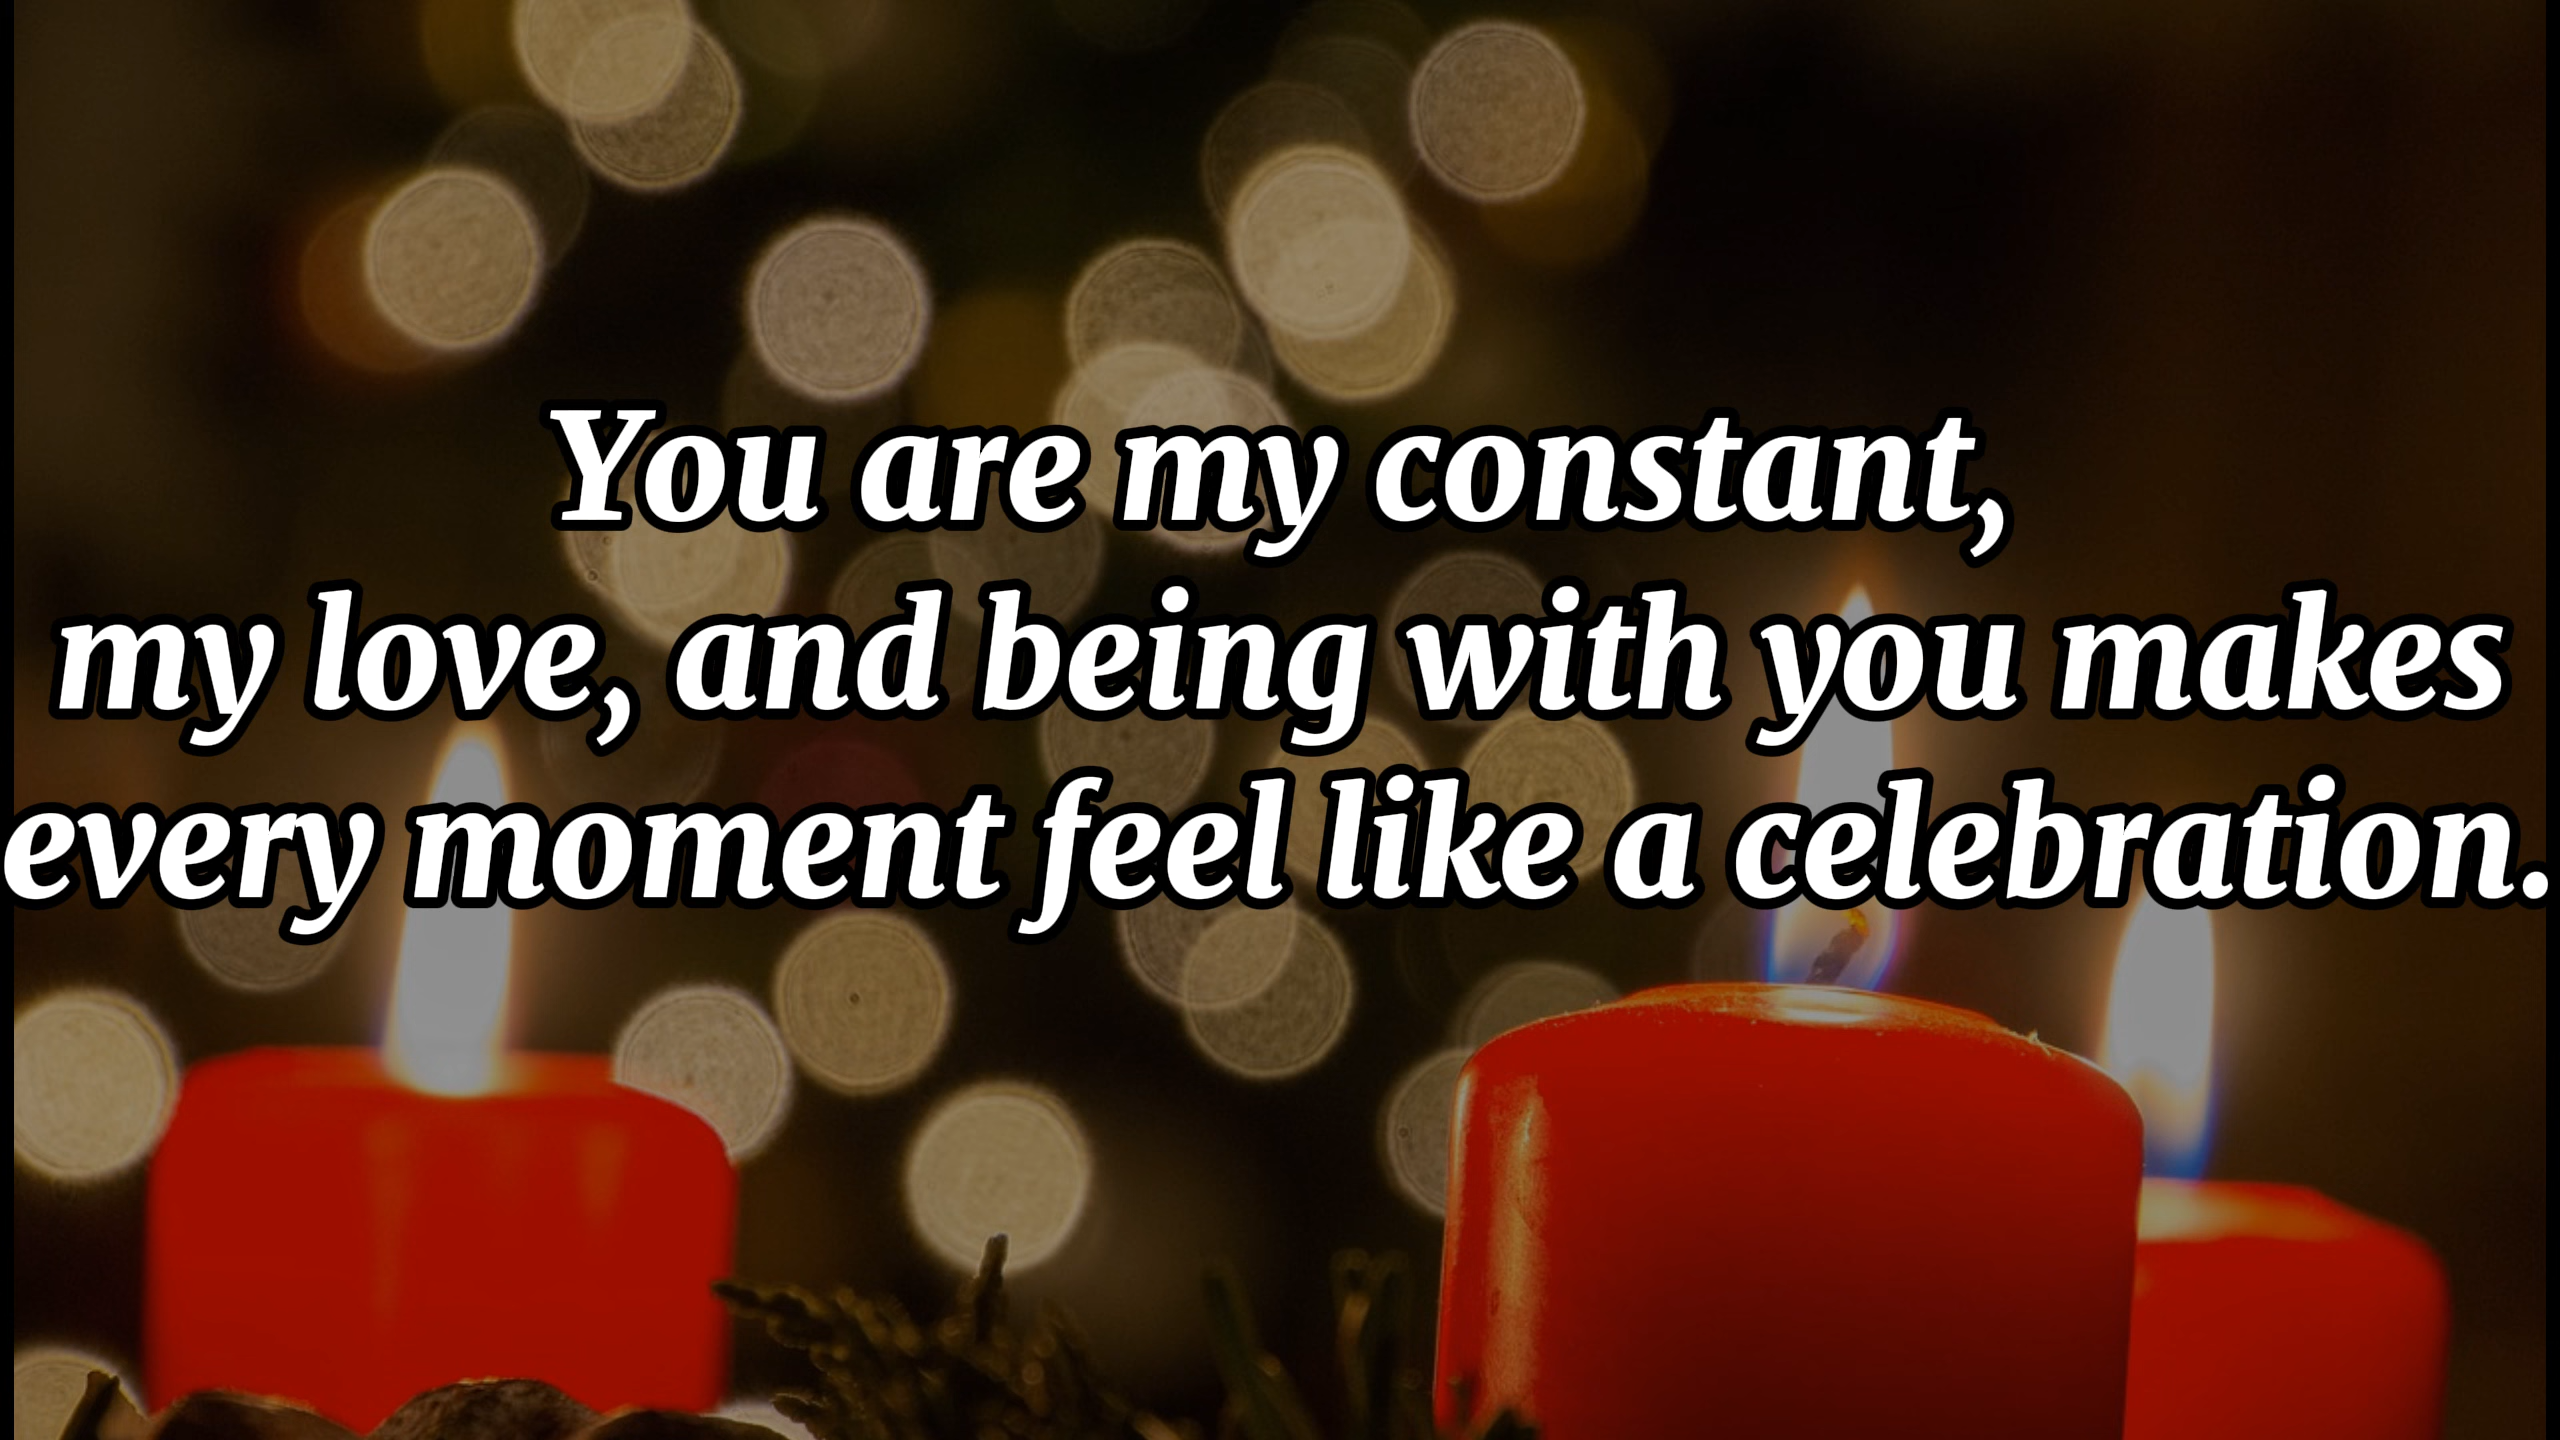 You are my constant,
my love, and being with you makes
every moment feel like a celebration.